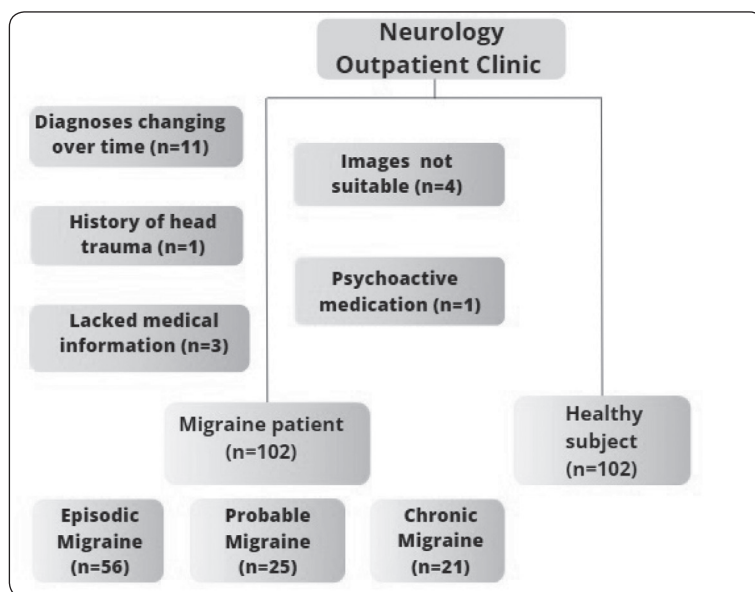 Neurology
Outpatient Clinic
Diagnoses changing
over time (n=11)
Images not
suitable (n=4)
History of head
trauma (n=1)
Psychoactive
medication (n=1)
Lacked medical
information (n=3)
Migraine patient
(n=102)
Healthy
subject
(n=102)
Episodic
Migraine
(n=56)
Probable
Migraine
(n=25)
Chronic
Migraine
(n=21)